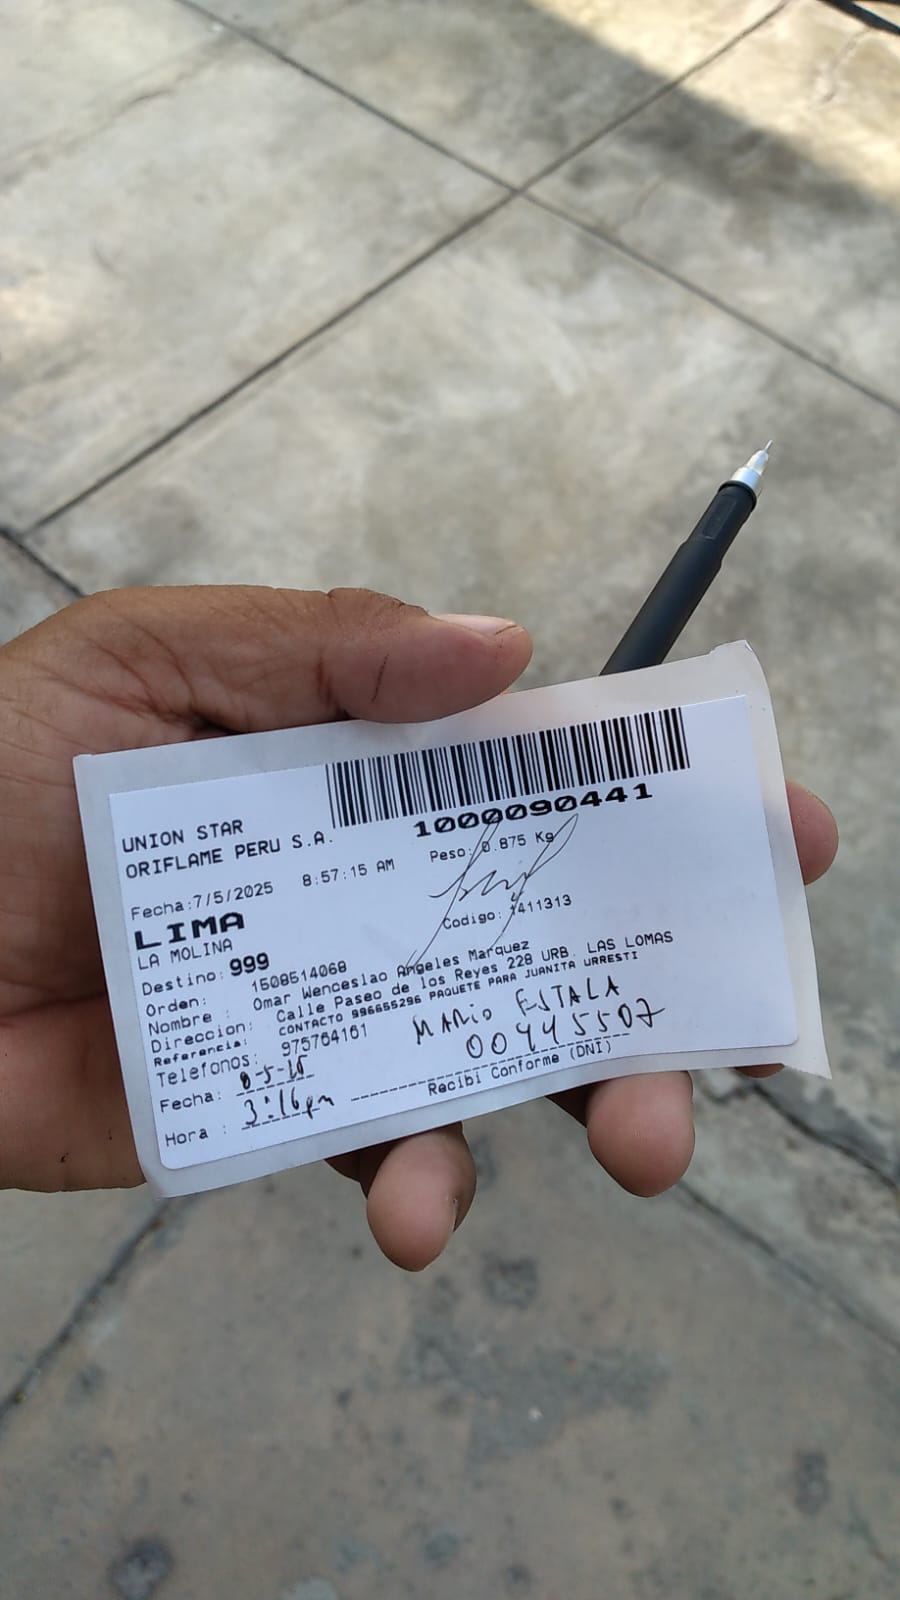 1000090441
UNION STAR
ORIFLAME PERU S.A.
Peso: 0.875 Kg
Fecha:7/5/2025 8:57:15 AM
LIMA
LA MOLINA
Codigo: 1411313
Destino: 999
Orden: 1508514068
Nombre : Omar Wenceslao Angeles Marquez
Direccion: Calle Paseo de los Reyes 228 URB. LAS LOMAS
Referencia: CONTACTO 996655296 PAQUETE PARA JUANITA URRESTI
Telefonos: 975764161
MARIO ESTALA
00445507
Fecha:
Hora : 3:16pm
Recibi Conforme (DNI)